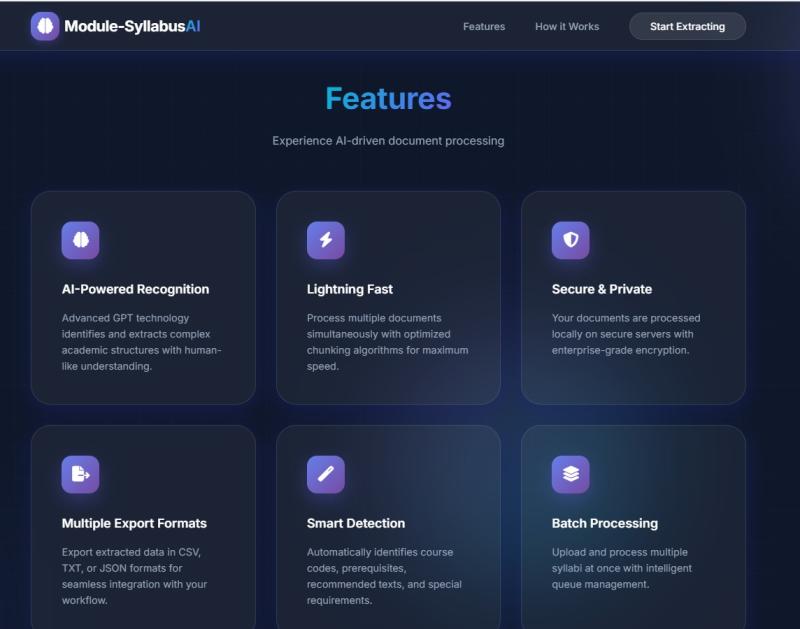 Module-SyllabusAI
Features
How it Works
Start Extracting
Features
Experience AI-driven document processing
AI-Powered Recognition
Advanced GPT technology
identifies and extracts complex
academic structures with human-
like understanding.
Lightning Fast
Process multiple documents
simultaneously with optimized
chunking algorithms for maximum
speed.
Secure & Private
Your documents are processed
locally on secure servers with
enterprise-grade encryption.
Multiple Export Formats
Export extracted data in CSV,
TXT, or JSON formats for
seamless integration with your
workflow.
Smart Detection
Automatically identifies course
codes, prerequisites,
recommended texts, and special
requirements.
Batch Processing
Upload and process multiple
syllabi at once with intelligent
queue management.